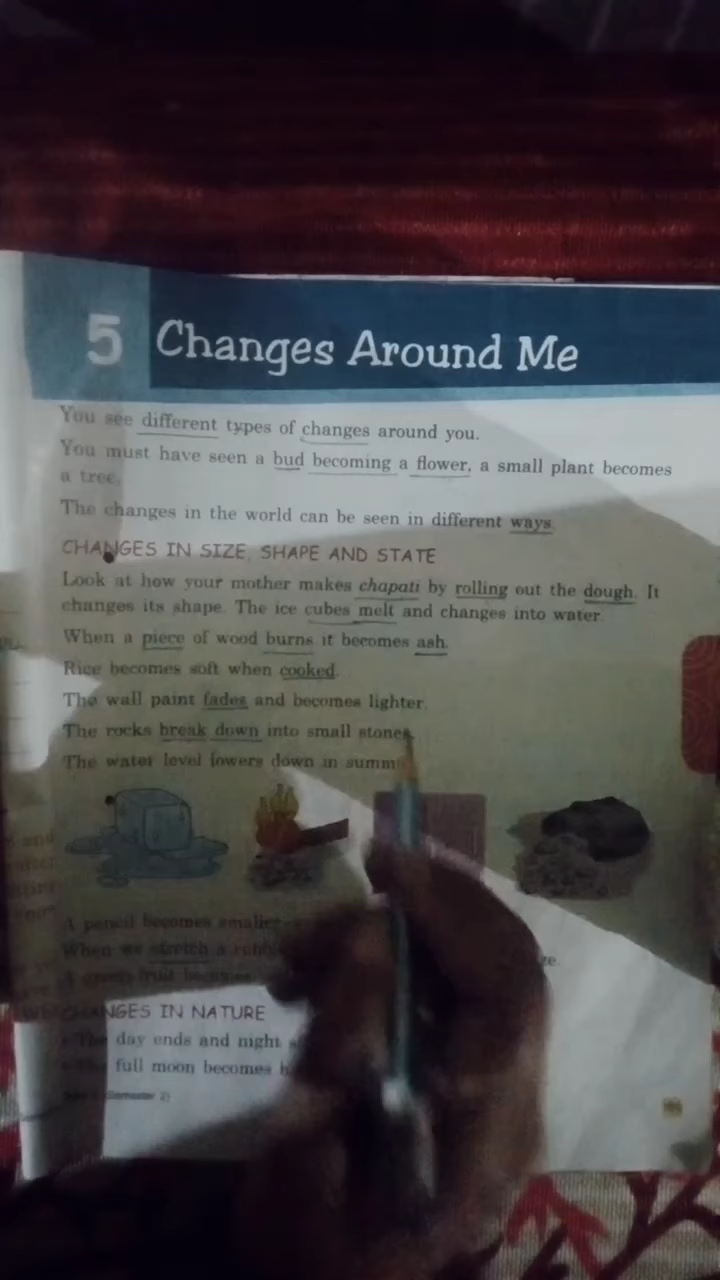 5 Changes Around Me
You see different types of changes around you.
You must have seen a bud becoming a flower, a small plant becomes
a tree.
The changes in the world can be seen in different ways.
CHANGES IN SIZE, SHAPE AND STATE
Look at how your mother makes chapati by rolling out the dough. It
changes its shape. The ice cubes melt and changes into water.
When a piece of wood burns it becomes ash.
Rice becomes soft when cooked.
The wall paint fades and becomes lighter.
The rocks break down into small stones.
The water level lowers down in
A pencil becomes smaller
When we stretch a
A green fruit becomes
CHANGES IN NATURE
The day ends and night
The full moon becomes